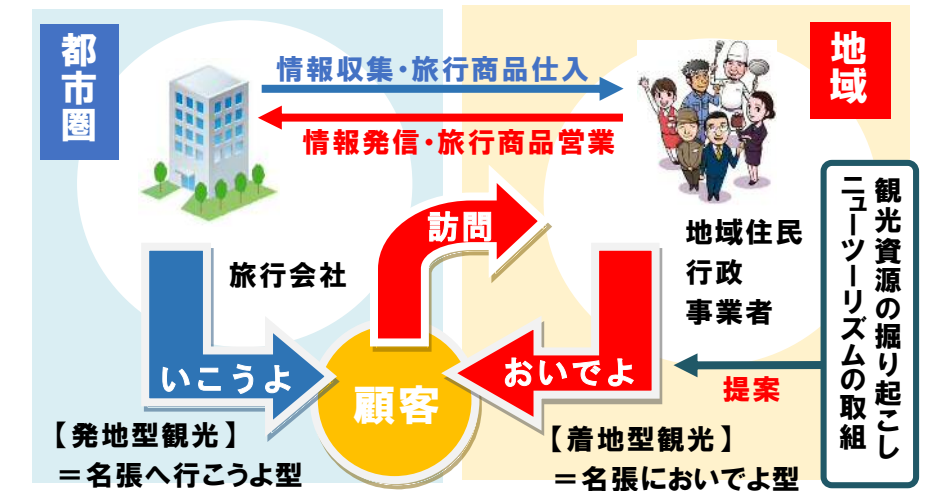 都市圏
地域
情報収集・旅行商品仕入
情報発信・旅行商品営業
旅行会社
地域住民
行政
事業者
訪問
いこうよ
おいでよ
顧客
提案
観光資源の掘り起こし
ニューツーリズムの取組
【発地型観光】
＝名張へ行こうよ型
【着地型観光】
＝名張においでよ型